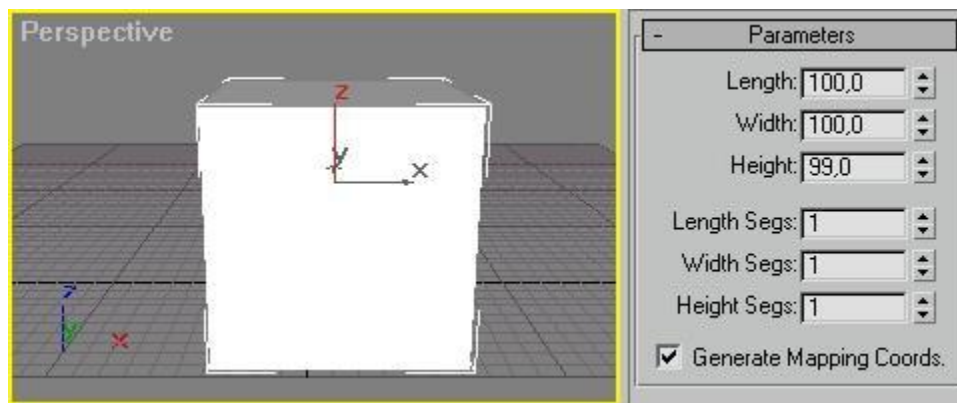 Perspective
z
y
x
z
y
x
- Parameters
Length: 100,0
Width: 100,0
Height: 99,0
Length Segs: 1
Width Segs: 1
Height Segs: 1
Generate Mapping Coords.